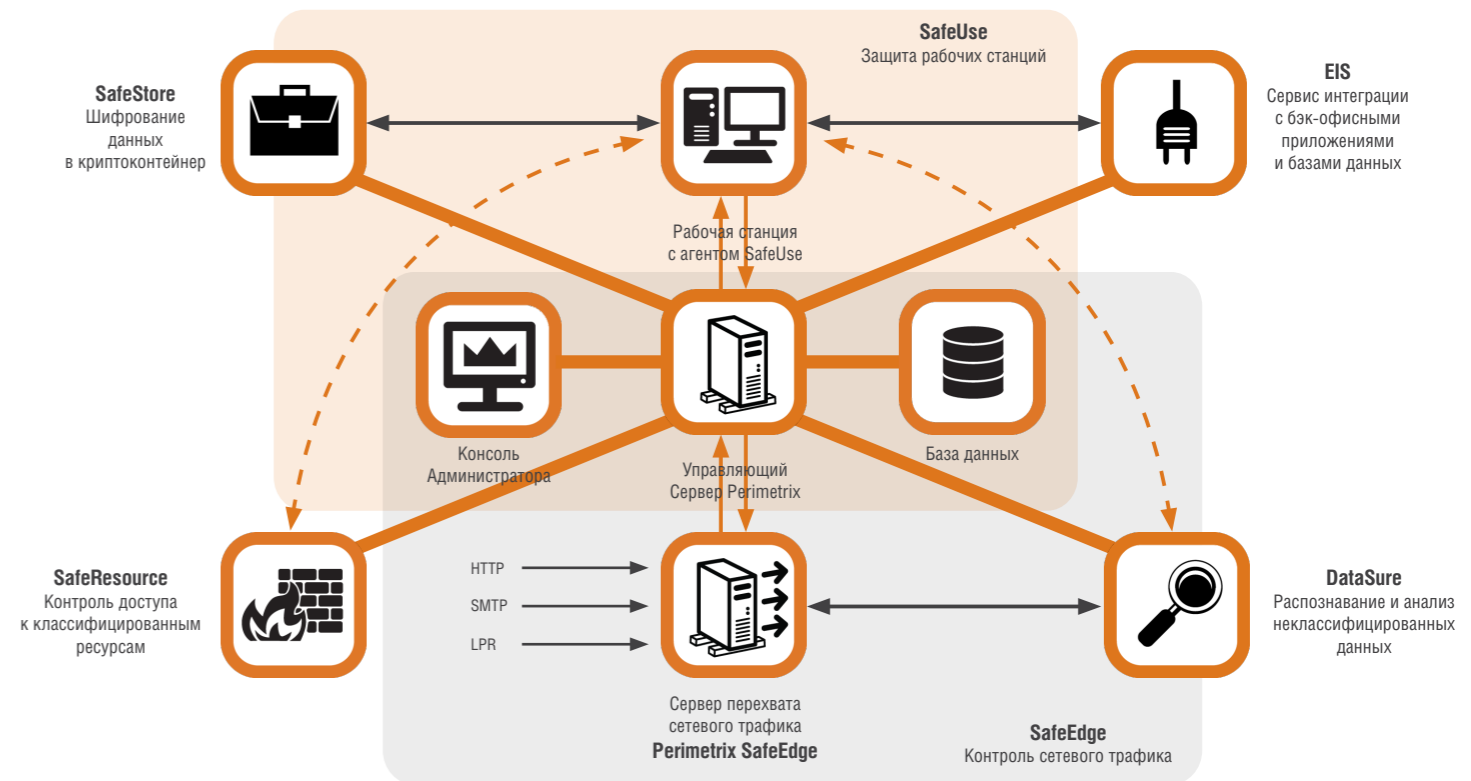 SafeUse
Защита рабочих станций
SafeStore
Шифрование
данных
в криптоконтейнер
EIS
Сервис интеграции
с бэк-офисными
приложениями
и базами данных
Рабочая станция
с агентом SafeUse
Консоль
Администратора
База данных
Управляющий
Сервер Perimetrix
SafeResource
Контроль доступа
к классифицированным
ресурсам
HTTP
SMTP
LPR
DataSure
Распознавание и анализ
неклассифицированных
данных
Сервер перехвата
сетевого трафика
Perimetrix SafeEdge
SafeEdge
Контроль сетевого трафика